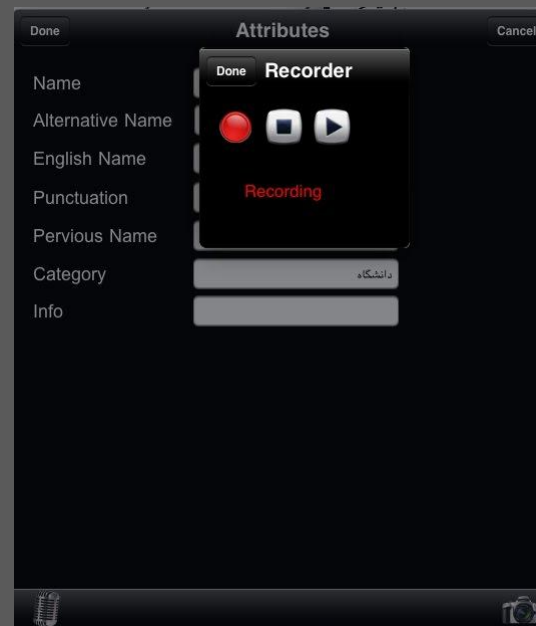 Done Attributes Cancel
Done Recorder
Name
Alternative Name
English Name
Punctuation
Recording
Pervious Name
Category دانشگاه
Info